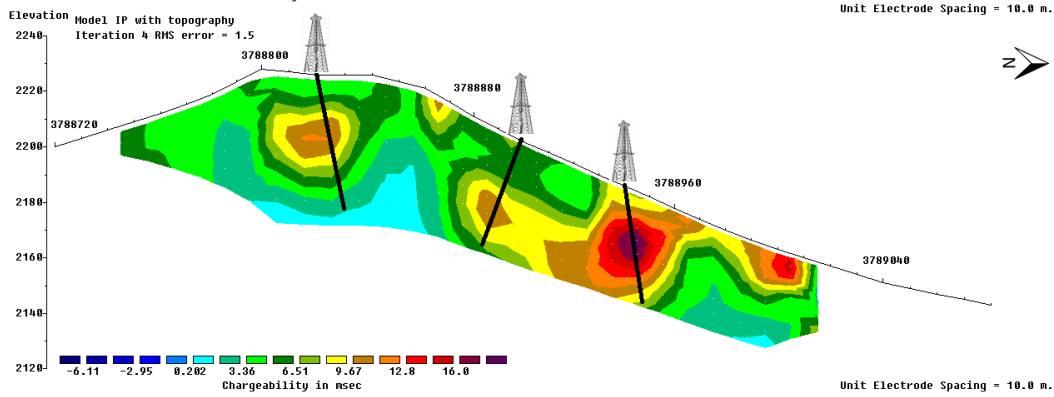 Unit Electrode Spacing = 10.0 m.
Elevation
Model IP with topography
Iteration 4 RMS error = 1.5
2240
3788800
N
2220
3788880
3788720
2200
3788960
2180
2160
3789040
2140
2120
-6.11 -2.95 0.202 3.36 6.51 9.67 12.8 16.0
Chargeability in msec
Unit Electrode Spacing = 10.0 m.